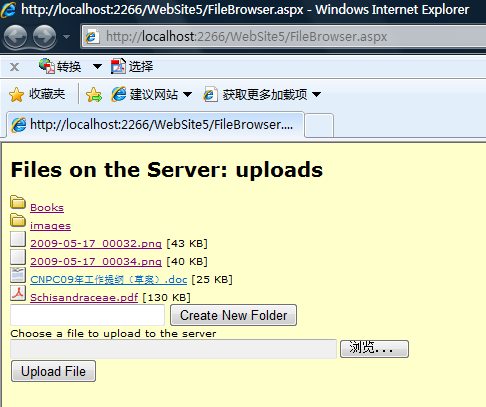 http://localhost:2266/WebSite5/FileBrowser.aspx - Windows Internet Explorer
http://localhost:2266/WebSite5/FileBrowser.aspx
x 转换 选择
收藏夹 建议网站 获取更多加载项
http://localhost:2266/WebSite5/FileBrowser....
Files on the Server: uploads
Books
images
2009-05-17_00032.png [43 KB]
2009-05-17_00034.png [40 KB]
CNPC09年工作提纲(草案).doc [25 KB]
Schisandraceae.pdf [130 KB]
Create New Folder
Choose a file to upload to the server
浏览...
Upload File